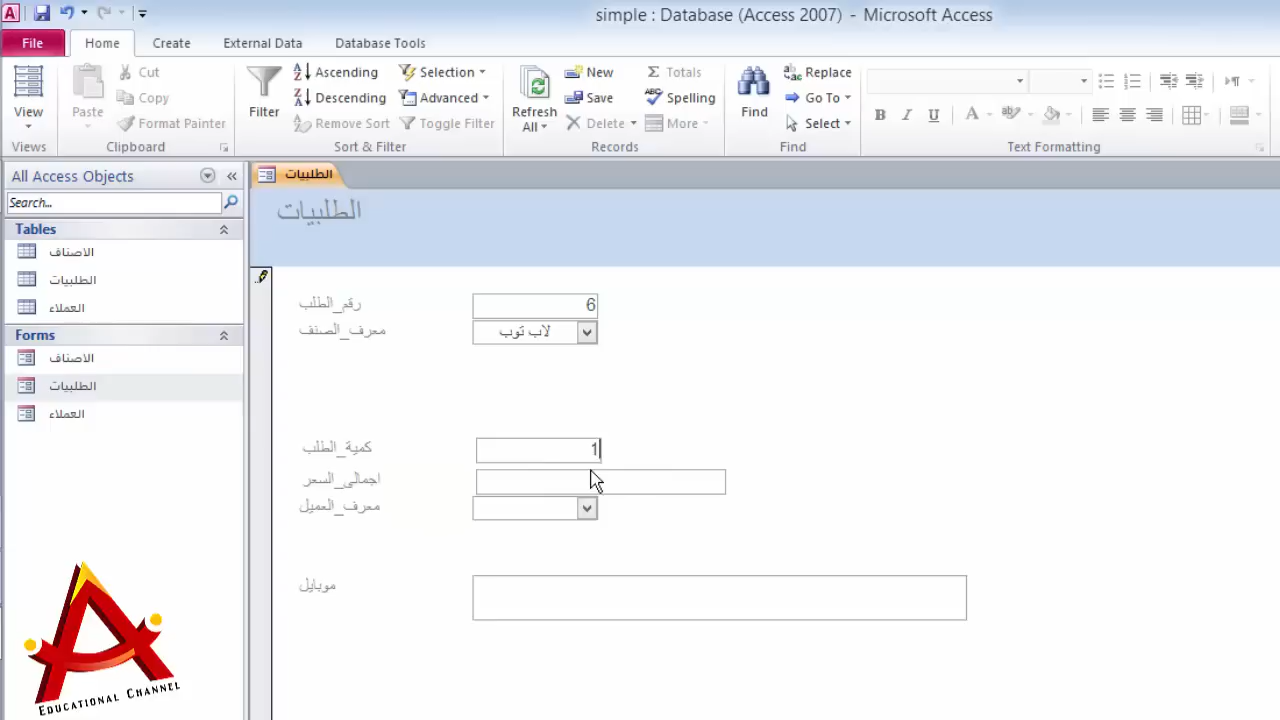 simple : Database (Access 2007) - Microsoft Access
File Home Create External Data Database Tools
View
Views
Paste
Cut
Copy
Format Painter
Clipboard
Filter
Ascending
Descending
Remove Sort
Selection
Advanced
Toggle Filter
Sort & Filter
Refresh
All
New
Save
Delete
Totals
Spelling
More
Records
Find
Replace
Go To
Select
Find
B I U A
Text Formatting
All Access Objects
Search...
Tables
الاصناف
الطلبيات
العملاء
Forms
الاصناف
الطلبيات
العملاء
الطلبيات
الطلبيات
رقم_الطلب 6
معرف_الصنف لاب توب
كمية_الطلب 1
اجمالى_السعر
معرف_العميل
موبايل
EDUCATIONAL CHANNEL